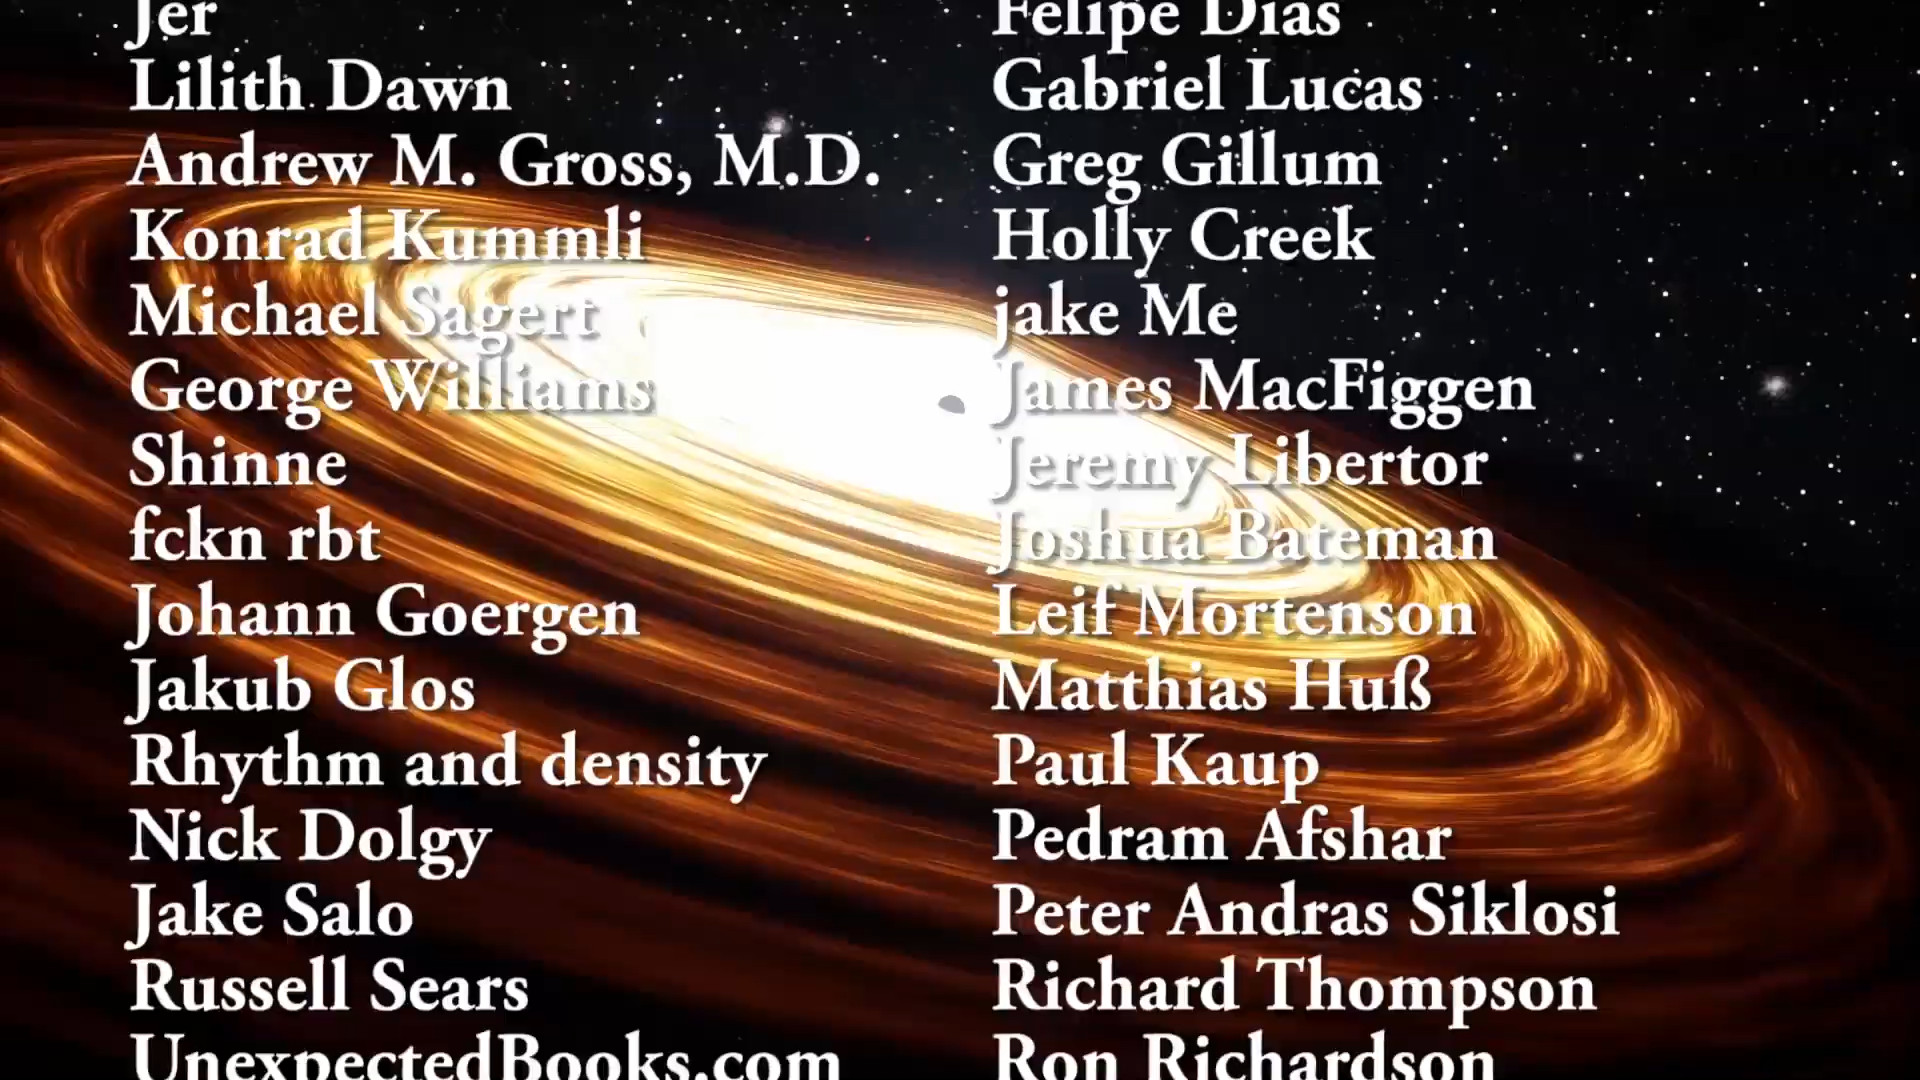 Jer
Lilith Dawn
Andrew M. Gross, M.D.
Konrad Kummli
Michael Sagert
George Williams
Shinne
fckn rbt
Johann Goergen
Jakub Glos
Rhythm and density
Nick Dolgy
Jake Salo
Russell Sears
UnexpectedBooks.com
Felipe Dias
Gabriel Lucas
Greg Gillum
Holly Creek
jake Me
James MacFiggen
Jeremy Libertor
Joshua Bateman
Leif Mortenson
Matthias Huß
Paul Kaup
Pedram Afshar
Peter Andras Siklosi
Richard Thompson
Ron Richardson